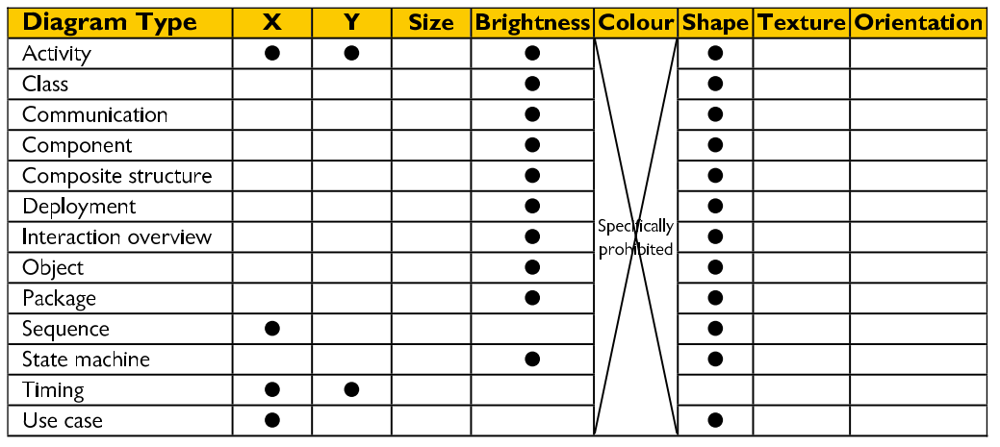 Diagram Type X Y Size Brightness Colour Shape Texture Orientation
Activity ● ● ● ●
Class ● ●
Communication ● ●
Component ● ●
Composite structure ● ●
Deployment ● ●
Interaction overview ● ●
Object ● ●
Package ● ●
Sequence ● ●
State machine ● ●
Timing ● ●
Use case ● ●
Specifically
prohibited